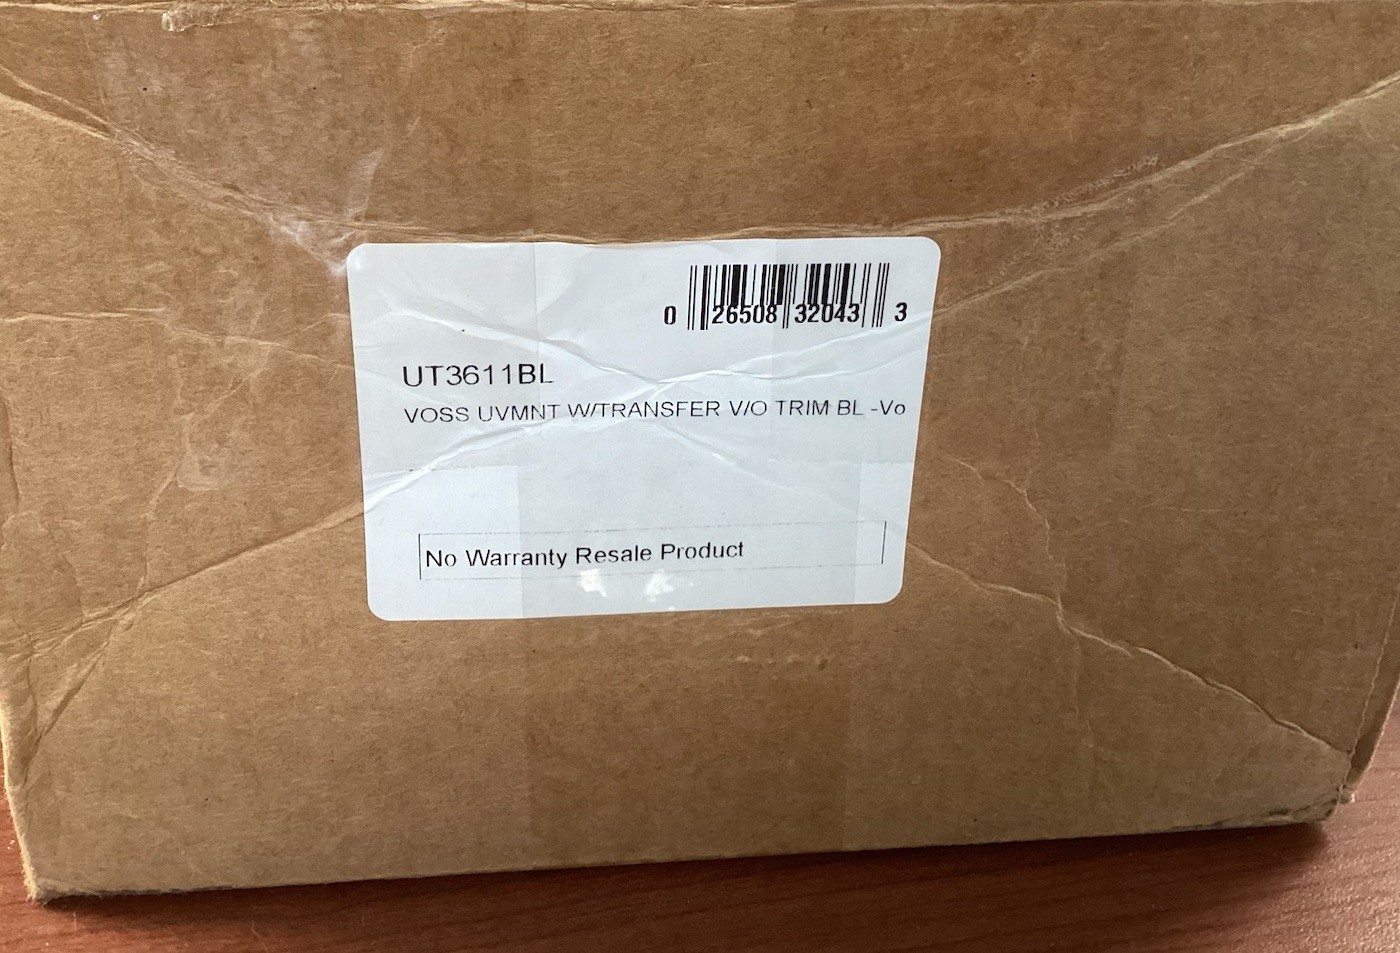 0 26508 32043 3
UT3611BL
VOSS UVMNT W/TRANSFER V/O TRIM BL -Vo
No Warranty Resale Product